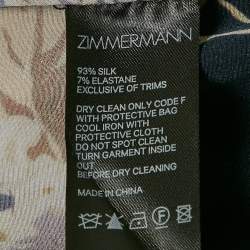 ZIMMERMANN
93% SILK
7% ELASTANE
EXCLUSIVE OF TRIMS
DRY CLEAN ONLY CODE F
WITH PROTECTIVE BAG
COOL IRON WITH
PROTECTIVE CLOTH
DO NOT SPOT CLEAN
TURN GARMENT INSIDE
OUT
BEFORE DRY CLEANING
MADE IN CHINA
F